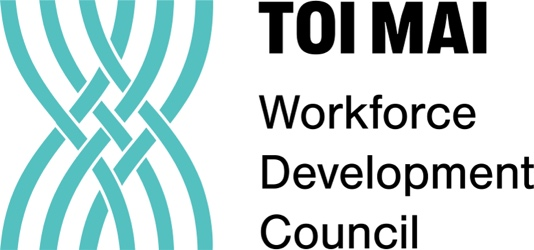 TOI MAI
Workforce
Development
Council